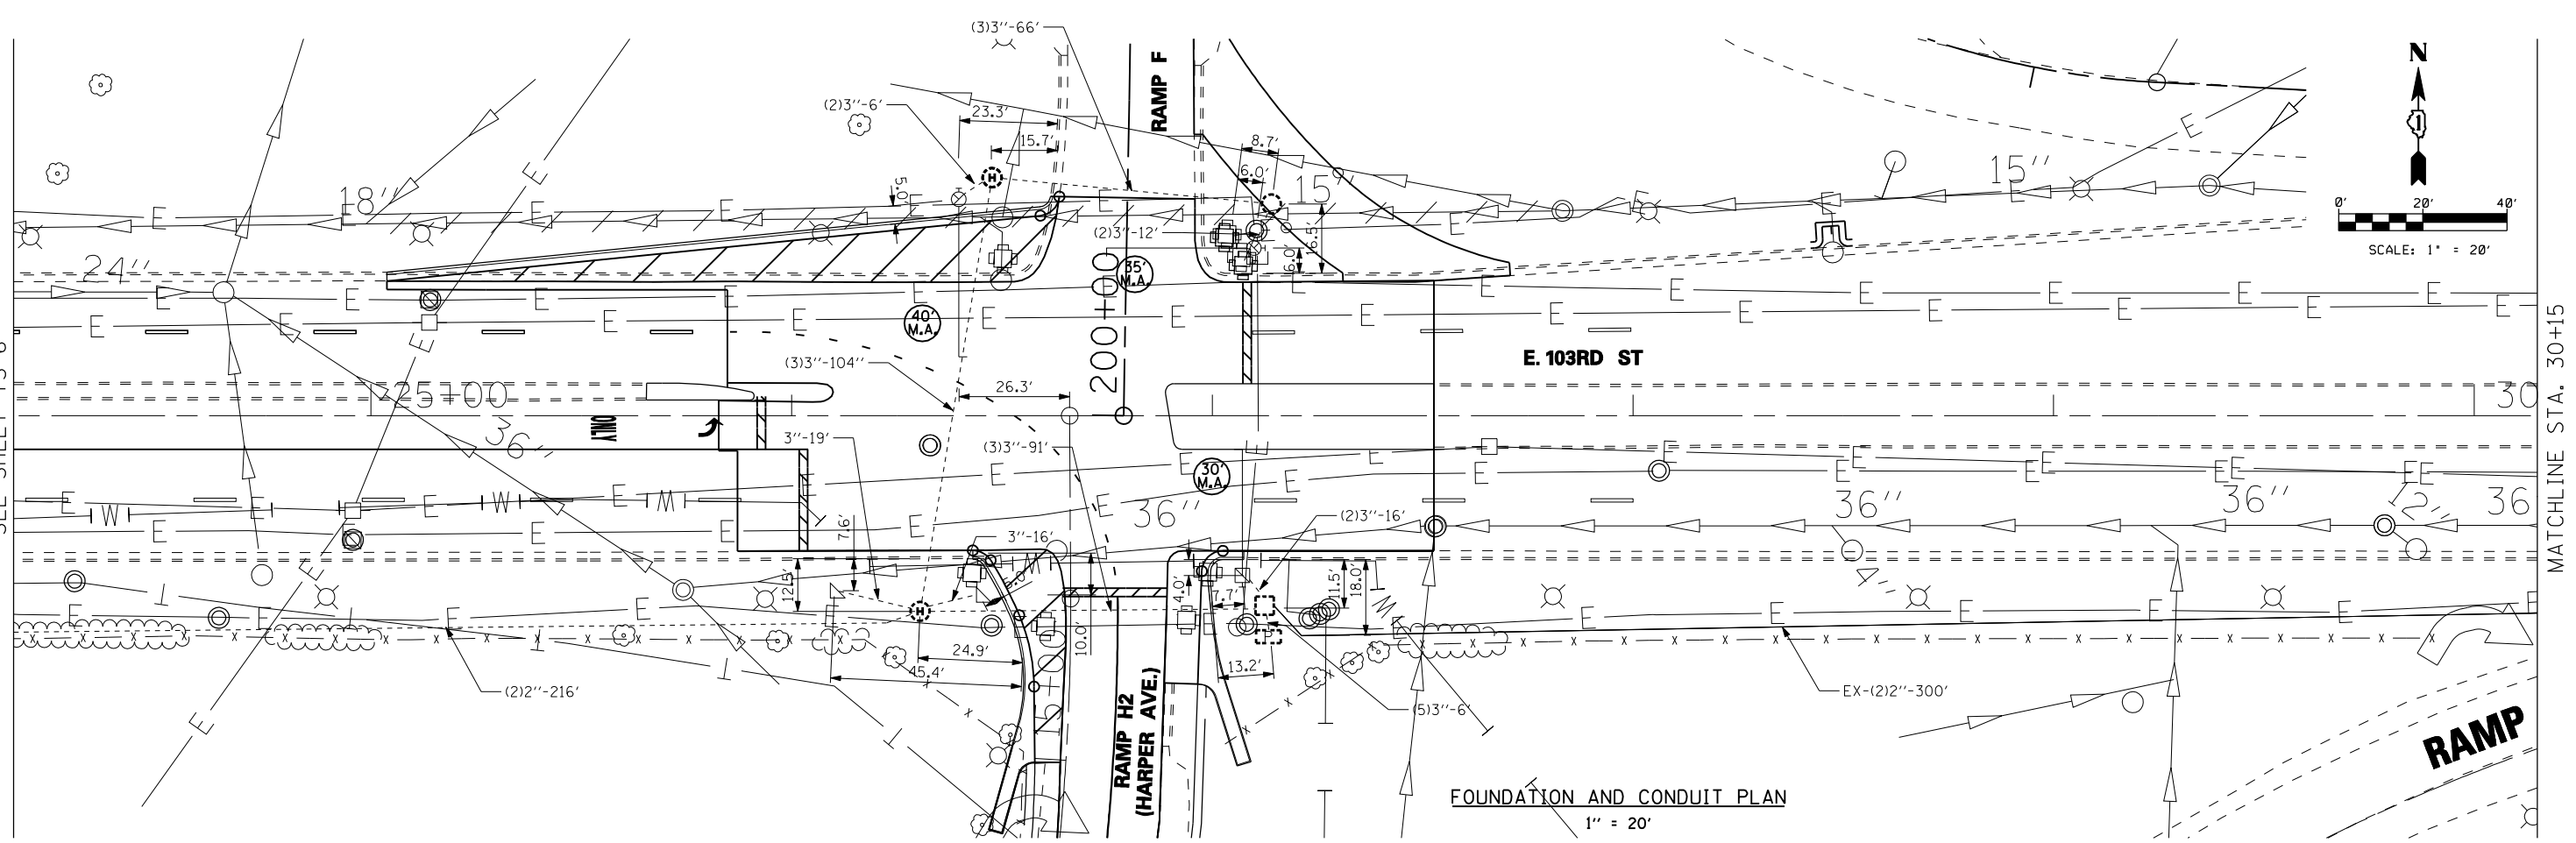 (3)3''-66'
RAMP F
N
(2)3''-6'
23.3'
15.7'
8.7'
6.0'
15''
15''
0'
20'
40'
SCALE: 1" = 20'
18''
5.0'
H
E
E
E
E
E
(2)3''-12'
16.5'
6.0'
24''
35'
M.A.
200+00
40'
M.A.
E
E
E
E
E
E
(3)3''-104''
E. 103RD ST
26.3'
25+00
30
ONLY
36''
3''-19'
(3)3''-91'
30'
M.A.
MATCHLINE STA. 30+15
W
W
E
E
E
36''
36''
36''
36
(2)3''-16'
3''-16'
7.6'
12.5'
5.0'
4.0'
7.7'
11.5'
18.0'
H
10.0'
24.9'
45.4'
13.2'
(2)2''-216'
EX-(2)2''-300'
(5)3''-6'
RAMP H2
(HARPER AVE.)
RAMP
FOUNDATION AND CONDUIT PLAN
1'' = 20'